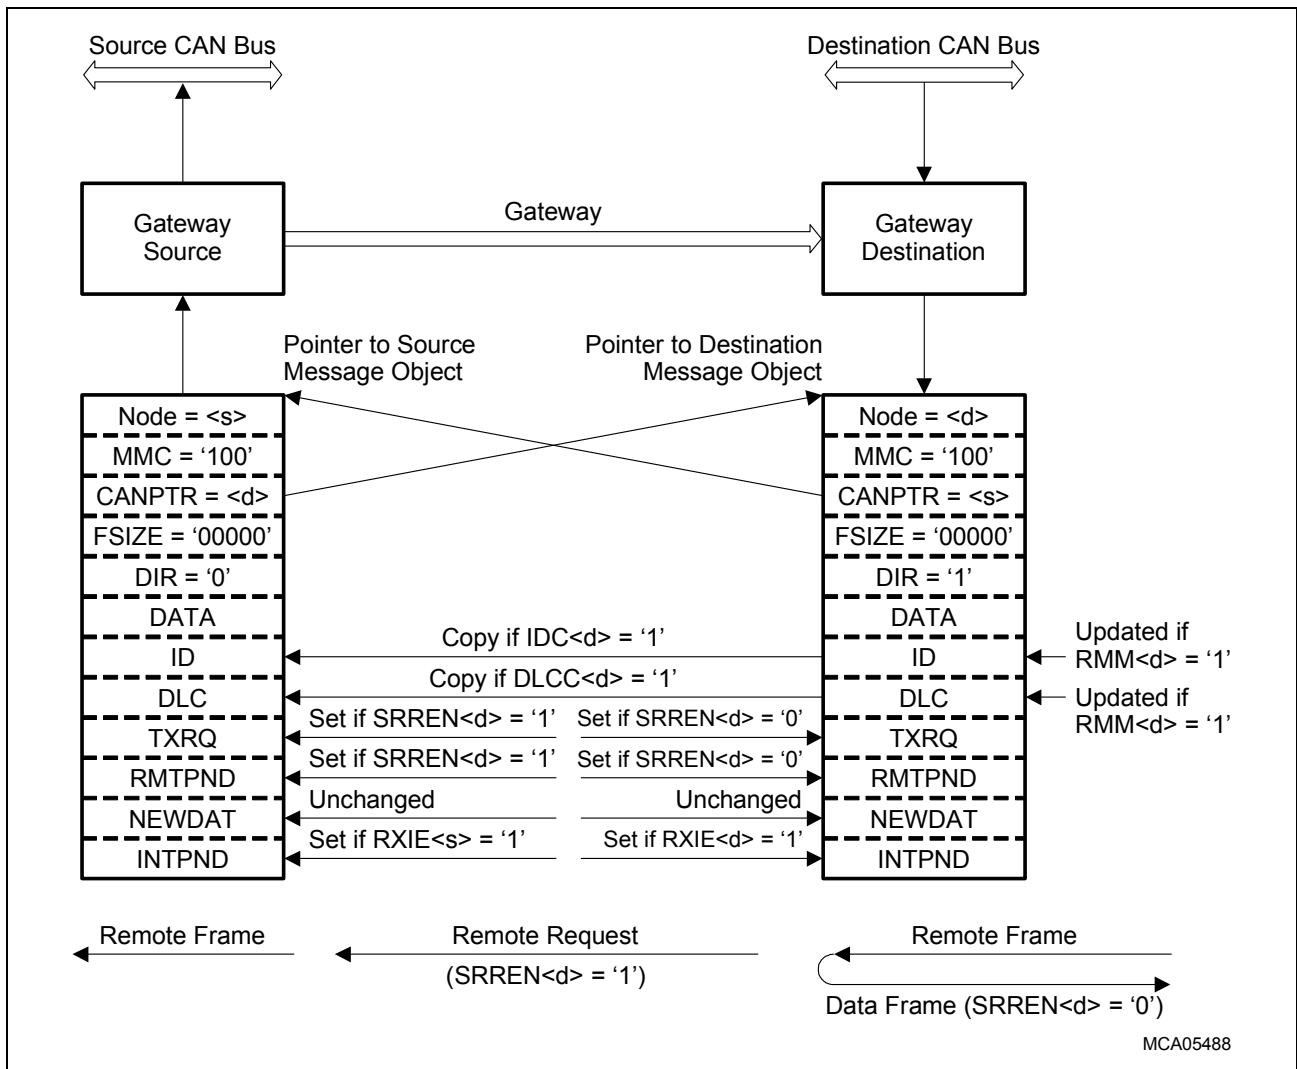 Source CAN Bus
Destination CAN Bus
Gateway
Source
Gateway
Gateway
Destination
Pointer to Source
Message Object
Pointer to Destination
Message Object
Node = <s>
MMC = ‘100’
CANPTR = <d>
FSIZE = ‘00000’
DIR = ‘0’
DATA
ID
DLC
TXRQ
RMTPND
NEWDAT
INTPND
Copy if IDC<d> = ‘1’
Copy if DLCC<d> = ‘1’
Set if SRREN<d> = ‘1’
Set if SRREN<d> = ‘0’
Set if SRREN<d> = ‘1’
Set if SRREN<d> = ‘0’
Unchanged
Unchanged
Set if RXIE<s> = ‘1’
Set if RXIE<d> = ‘1’
Node = <d>
MMC = ‘100’
CANPTR = <s>
FSIZE = ‘00000’
DIR = ‘1’
DATA
ID
DLC
TXRQ
RMTPND
NEWDAT
INTPND
Updated if
RMM<d> = ‘1’
Updated if
RMM<d> = ‘1’
Remote Frame
Remote Request
(SRREN<d> = ‘1’)
Remote Frame
Data Frame (SRREN<d> = ‘0’)
MCA05488